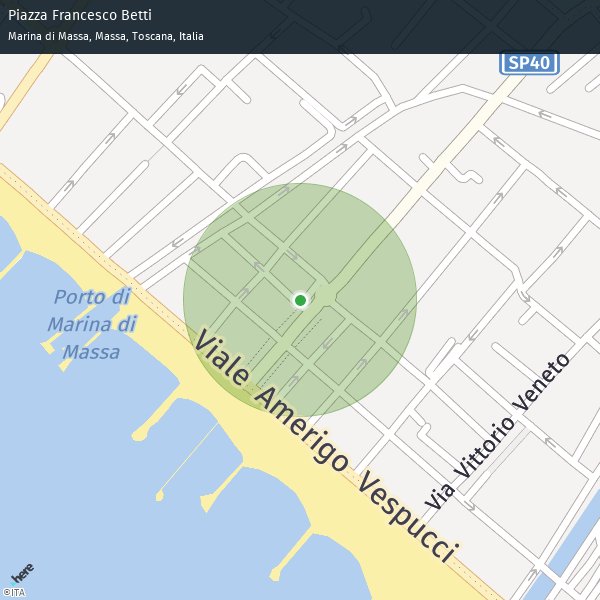 Piazza Francesco Betti
Marina di Massa, Massa, Toscana, Italia
SP40
Porto di
Marina di
Massa
Viale Amerigo Vespucci
Via Vittorio Veneto
here
©ITA